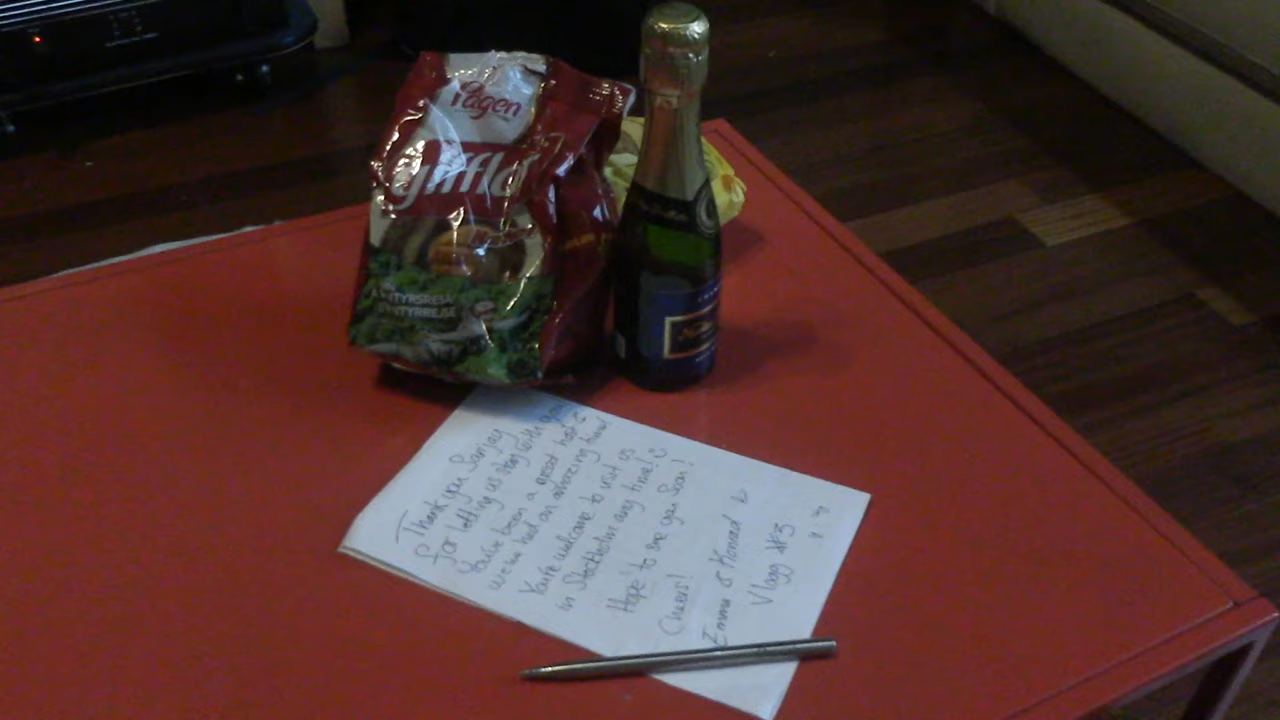 Pågen
gifflar
Thank you Sanjay
for letting us stay with you
You've been a great host &
we've had an amazing time!
You're welcome to visit us
in Stockholm any time!
Hope to see you soon!
Cheers!
Emma & Konrad
Vlogg #3